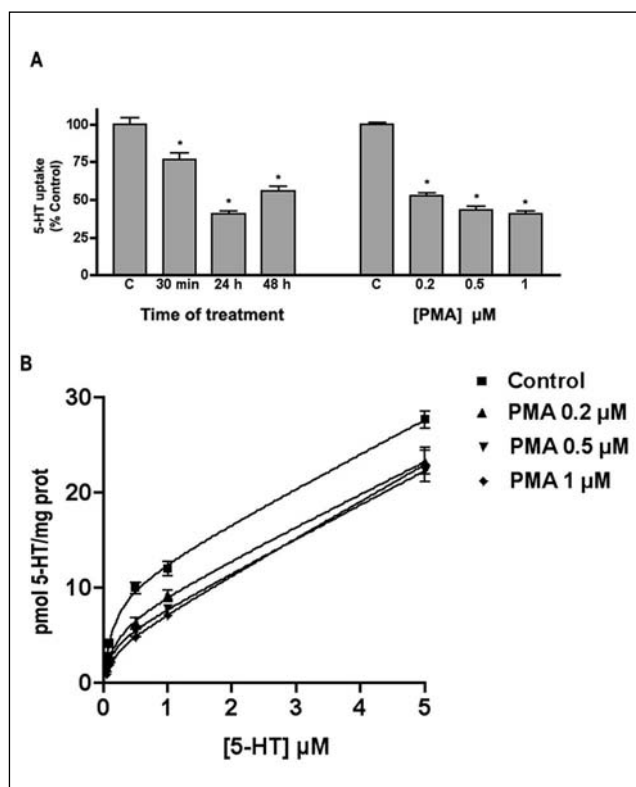 A
5-HT uptake
(% Control)
100
75
50
25
0
* * *
C 30 min 24 h 48 h
Time of treatment
* * *
C 0.2 0.5 1
[PMA] µM
B
pmol 5-HT/mg prot
30
20
10
0
0 1 2 3 4 5
[5-HT] µM
Control
PMA 0.2 µM
PMA 0.5 µM
PMA 1 µM